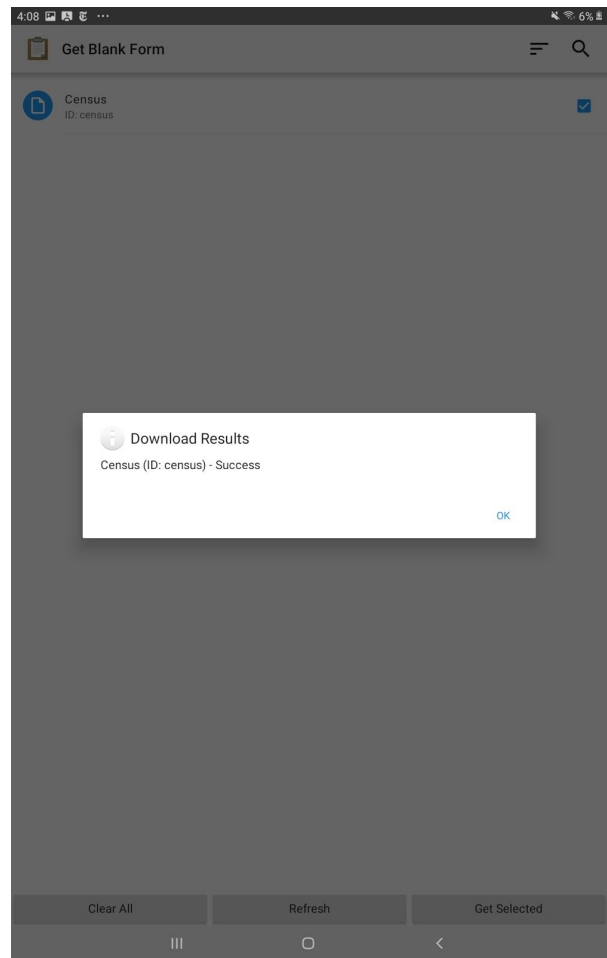 4:08 6%
Get Blank Form
Census
ID: census
Download Results
Census (ID: census) - Success
OK
Clear All Refresh Get Selected